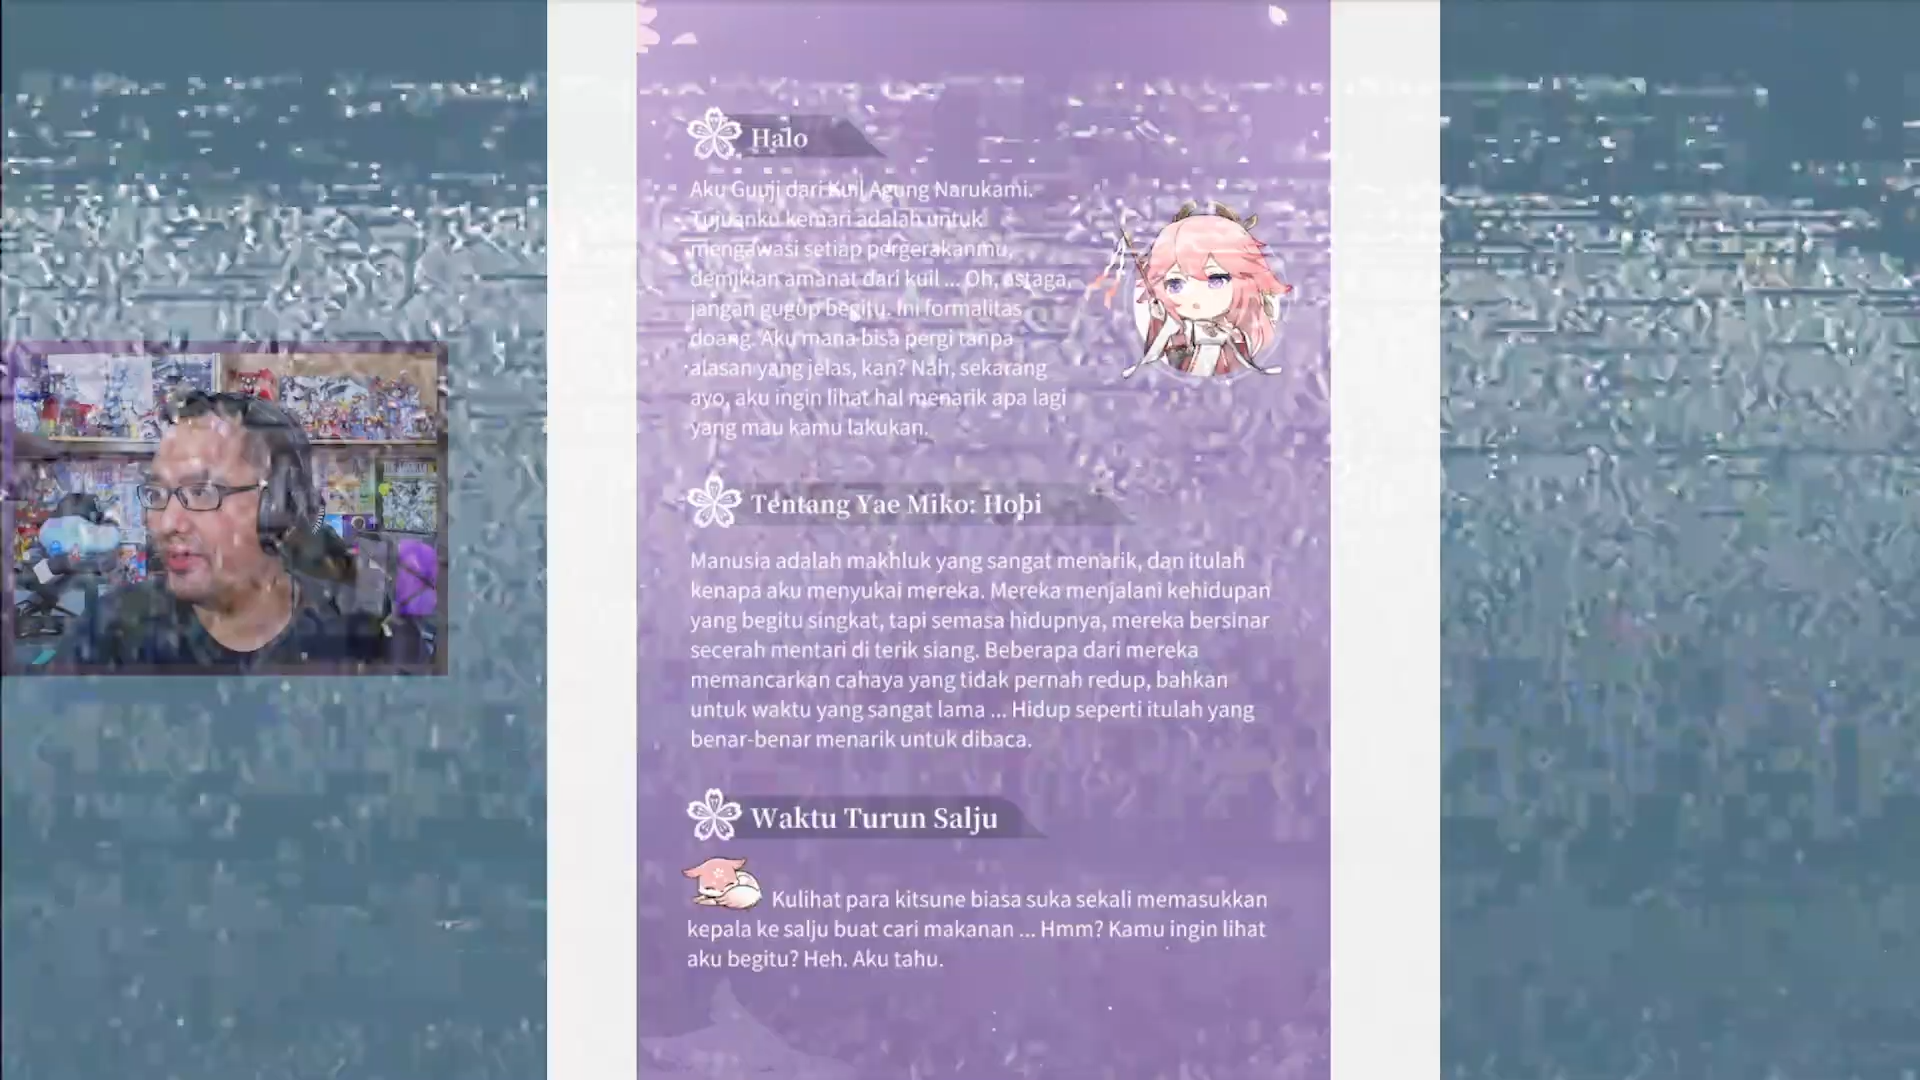 Halo
Aku Guuji dari Kuil Agung Narukami.
Tujuanku kemari adalah untuk
mengawasi setiap pergerakanmu,
demikian amanat dari kuil ... Oh, astaga,
jangan gugup begitu. Ini formalitas
doang. Aku mana bisa pergi tanpa
alasan yang jelas, kan? Nah, sekarang
ayo, aku ingin lihat hal menarik apa lagi
yang mau kamu lakukan.
Tentang Yae Miko: Hobi
Manusia adalah makhluk yang sangat menarik, dan itulah
kenapa aku menyukai mereka. Mereka menjalani kehidupan
yang begitu singkat, tapi semasa hidupnya, mereka bersinar
secerah mentari di terik siang. Beberapa dari mereka
memancarkan cahaya yang tidak pernah redup, bahkan
untuk waktu yang sangat lama ... Hidup seperti itulah yang
benar-benar menarik untuk dibaca.
Waktu Turun Salju
Kulihat para kitsune biasa suka sekali memasukkan
kepala ke salju buat cari makanan ... Hmm? Kamu ingin lihat
aku begitu? Heh. Aku tahu.